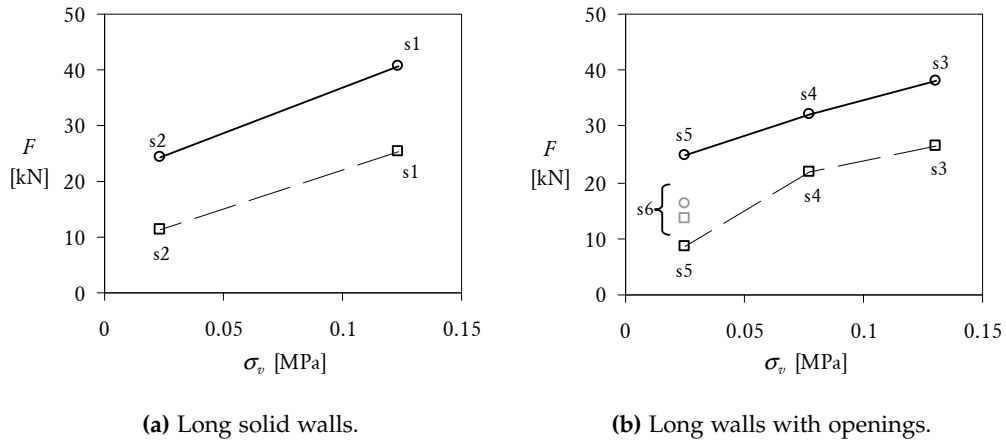 50
40
30
20
10
0
F
[kN]
s1
s2
s1
s2
0
0.05
0.1
0.15
σᵥ [MPa]
(a) Long solid walls.
50
40
30
20
10
0
F
[kN]
s3
s4
s5
s3
s4
s6
s5
0
0.05
0.1
0.15
σᵥ [MPa]
(b) Long walls with openings.